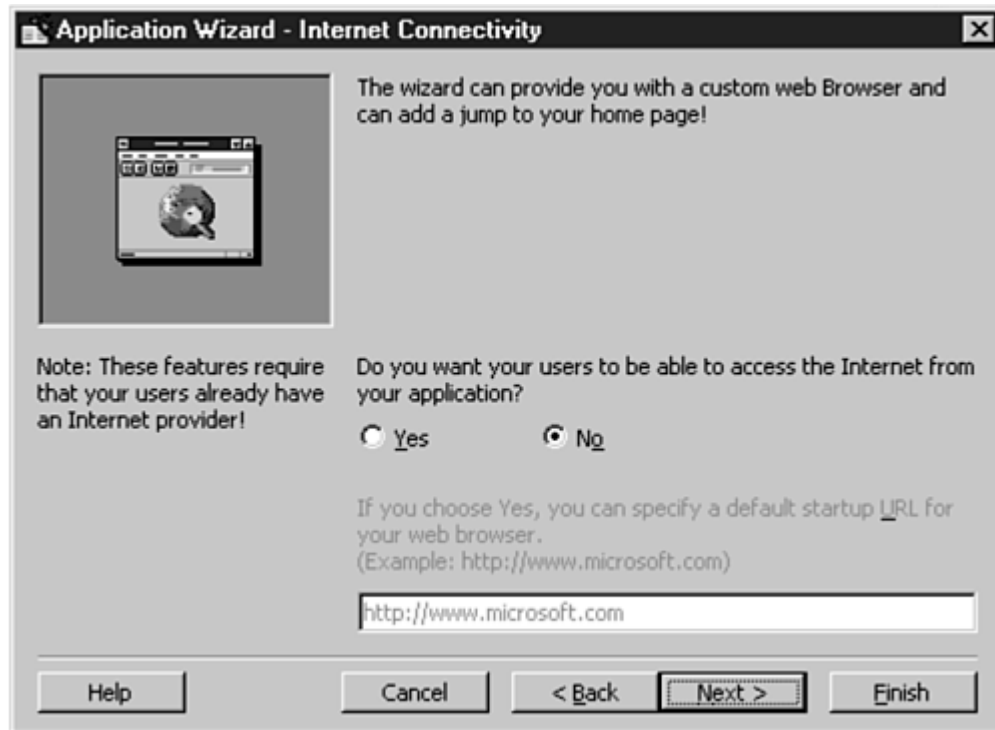 Application Wizard - Internet Connectivity
The wizard can provide you with a custom web Browser and
can add a jump to your home page!
Note: These features require
that your users already have
an Internet provider!
Do you want your users to be able to access the Internet from
your application?
Yes No
If you choose Yes, you can specify a default startup URL for
your web browser.
(Example: http://www.microsoft.com)
http://www.microsoft.com
Help Cancel < Back Next > Finish